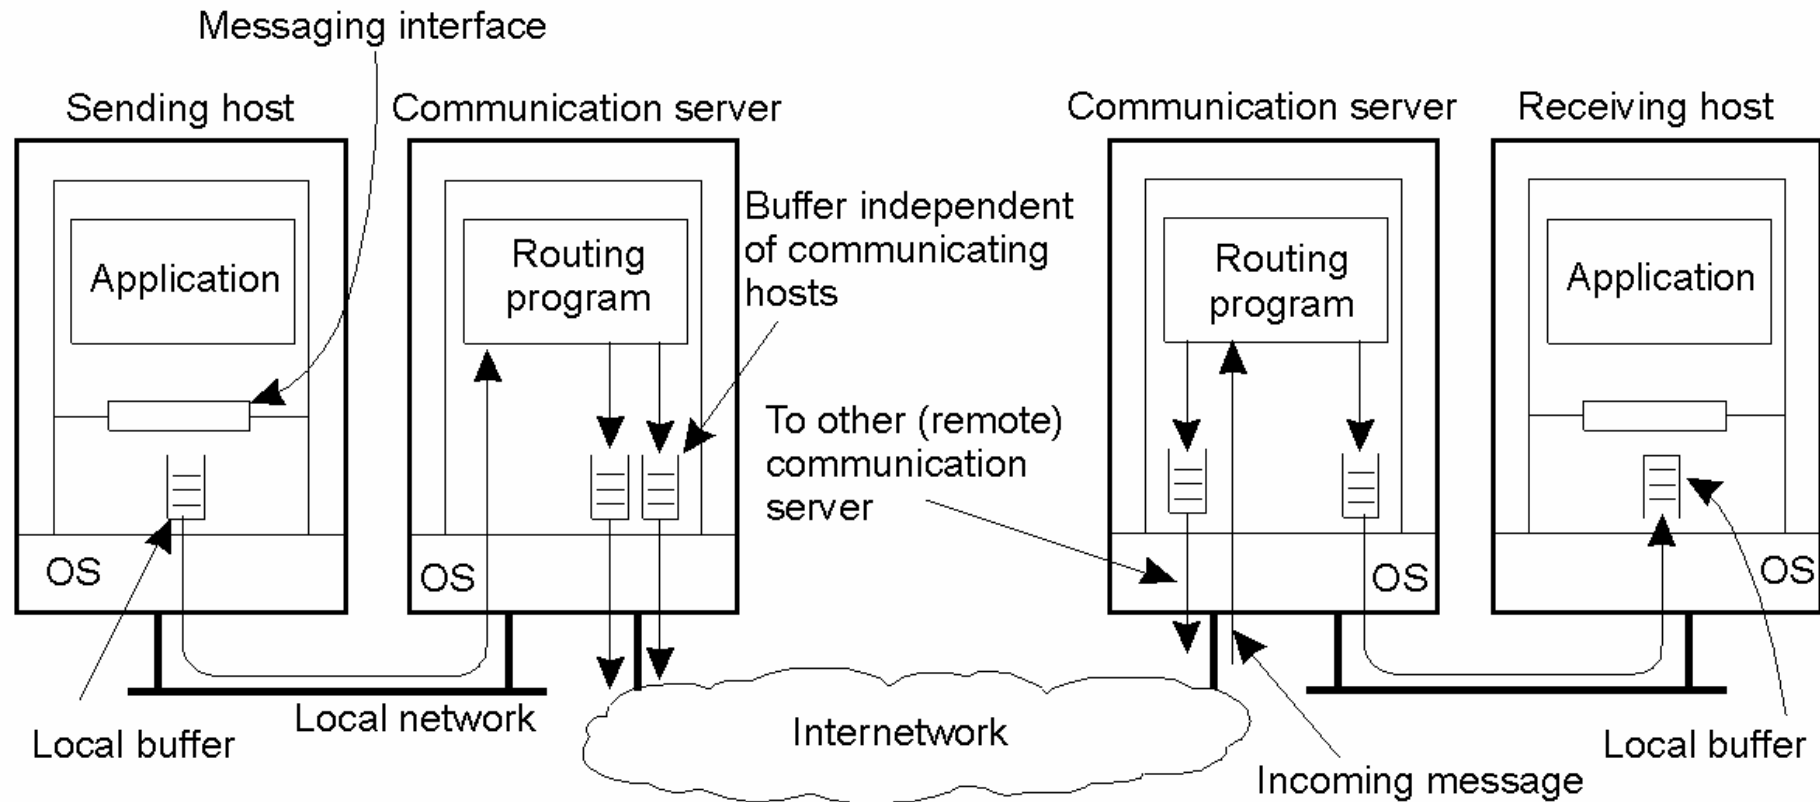 Messaging interface
Sending host
Communication server
Communication server
Receiving host
Buffer independent
of communicating
hosts
Application
Routing
program
Routing
program
Application
To other (remote)
communication
server
OS
OS
OS
OS
Local network
Local buffer
Internetwork
Incoming message
Local buffer